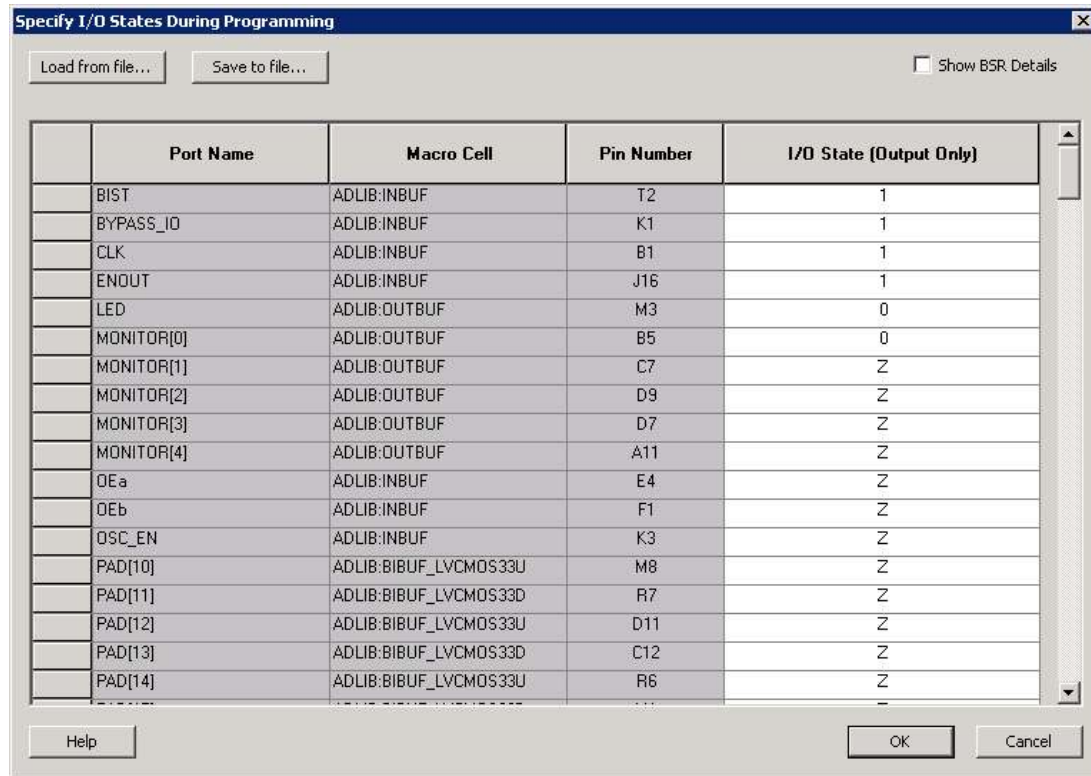 Specify I/O States During Programming
Load from file... Save to file... Show BSR Details
Port Name Macro Cell Pin Number I/O State (Output Only)
BIST ADLIB:INBUF T2 1
BYPASS_IO ADLIB:INBUF K1 1
CLK ADLIB:INBUF B1 1
ENOUT ADLIB:INBUF J16 1
LED ADLIB:OUTBUF M3 0
MONITOR[0] ADLIB:OUTBUF B5 0
MONITOR[1] ADLIB:OUTBUF C7 Z
MONITOR[2] ADLIB:OUTBUF D9 Z
MONITOR[3] ADLIB:OUTBUF D7 Z
MONITOR[4] ADLIB:OUTBUF A11 Z
OEa ADLIB:INBUF E4 Z
OEb ADLIB:INBUF F1 Z
OSC_EN ADLIB:INBUF K3 Z
PAD[10] ADLIB:BIBUF_LVCMOS33U M8 Z
PAD[11] ADLIB:BIBUF_LVCMOS33D R7 Z
PAD[12] ADLIB:BIBUF_LVCMOS33U D11 Z
PAD[13] ADLIB:BIBUF_LVCMOS33D C12 Z
PAD[14] ADLIB:BIBUF_LVCMOS33U R6 Z
Help OK Cancel